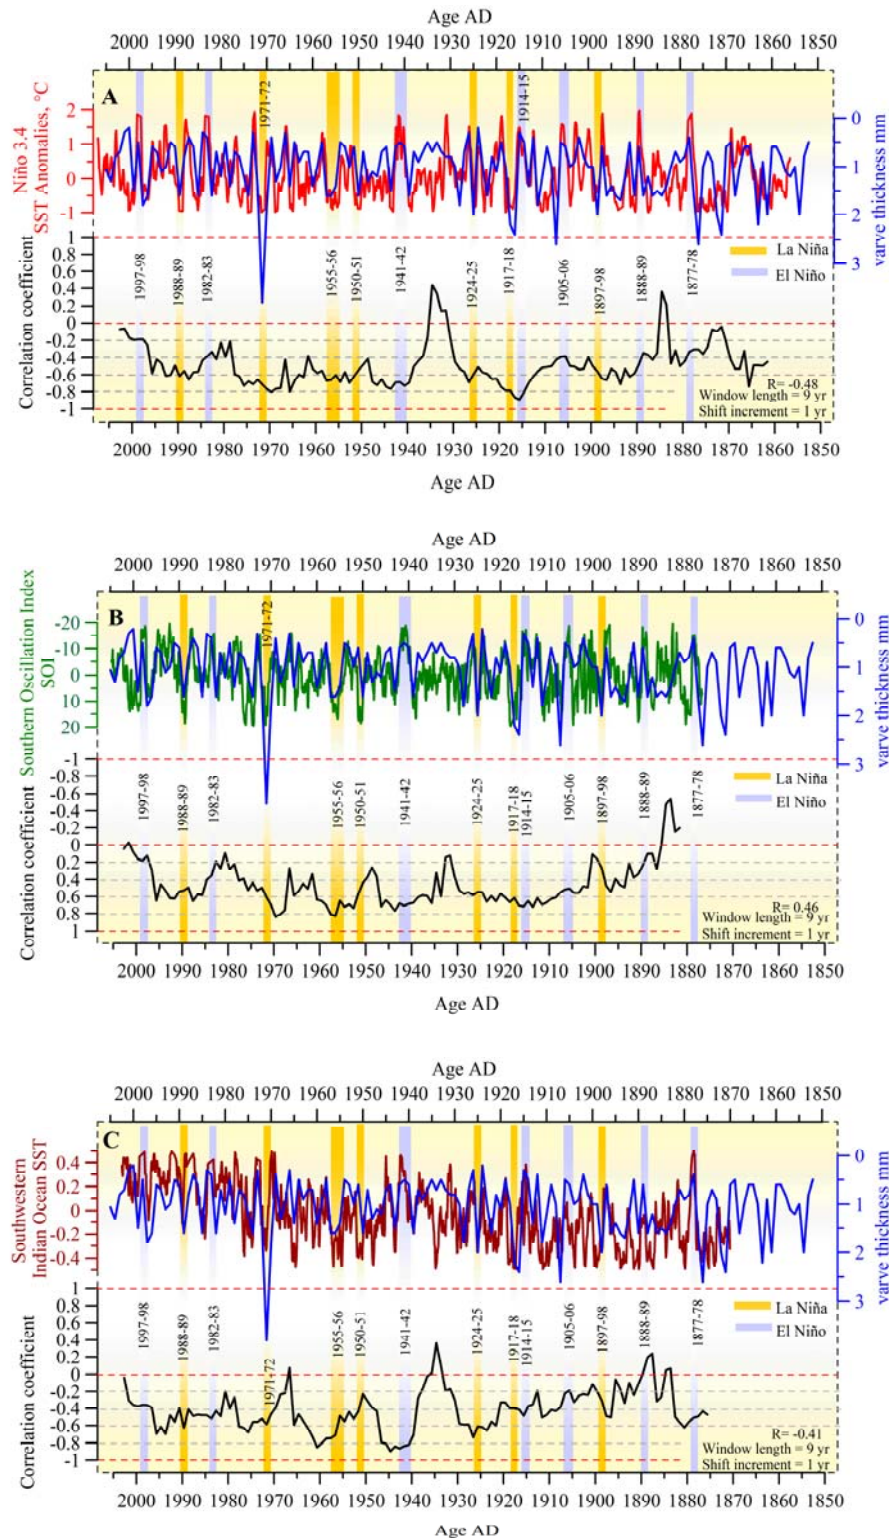 Age AD
2000 1990 1980 1970 1960 1950 1940 1930 1920 1910 1900 1890 1880 1870 1860 1850
A
Niño 3.4
SST Anomalies, °C
2
1
0
-1
1971-72
1914-15
0
1
2
3
varve thickness mm
Correlation coefficient
1
0.8
0.6
0.4
0.2
0
-0.2
-0.4
-0.6
-0.8
-1
1997-98
1988-89
1982-83
1955-56
1950-51
1941-42
1924-25
1917-18
1905-06
1897-98
1888-89
1877-78
La Niña
El Niño
R= -0.48
Window length = 9 yr
Shift increment = 1 yr
2000 1990 1980 1970 1960 1950 1940 1930 1920 1910 1900 1890 1880 1870 1860 1850
Age AD
Age AD
2000 1990 1980 1970 1960 1950 1940 1930 1920 1910 1900 1890 1880 1870 1860 1850
B
Southern Oscillation Index
SOI
-20
-10
0
10
20
1971-72
0
1
2
3
varve thickness mm
Correlation coefficient
-1
-0.8
-0.6
-0.4
-0.2
0
0.2
0.4
0.6
0.8
1
1997-98
1988-89
1982-83
1955-56
1950-51
1941-42
1924-25
1917-18
1914-15
1905-06
1897-98
1888-89
1877-78
La Niña
El Niño
R= 0.46
Window length = 9 yr
Shift increment = 1 yr
2000 1990 1980 1970 1960 1950 1940 1930 1920 1910 1900 1890 1880 1870 1860 1850
Age AD
Age AD
2000 1990 1980 1970 1960 1950 1940 1930 1920 1910 1900 1890 1880 1870 1860 1850
C
Southwestern
Indian Ocean SST
0.4
0.2
0
-0.2
-0.4
0
1
2
3
varve thickness mm
Correlation coefficient
1
0.8
0.6
0.4
0.2
0
-0.2
-0.4
-0.6
-0.8
-1
1997-98
1988-89
1982-83
1971-72
1955-56
1950-51
1941-42
1924-25
1917-18
1914-15
1905-06
1897-98
1888-89
1877-78
La Niña
El Niño
R= -0.41
Window length = 9 yr
Shift increment = 1 yr
2000 1990 1980 1970 1960 1950 1940 1930 1920 1910 1900 1890 1880 1870 1860 1850
Age AD